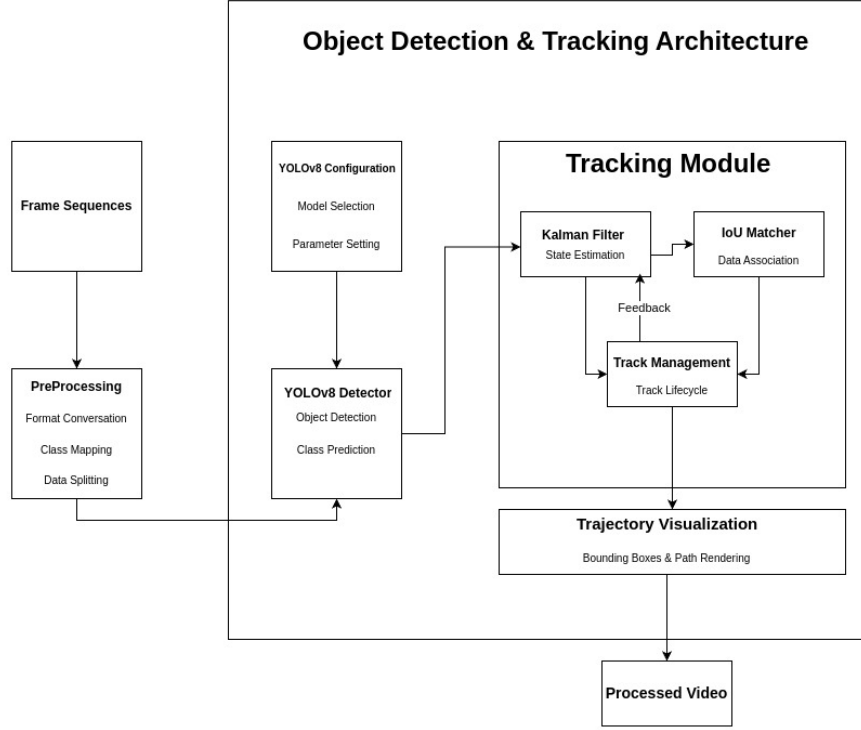 Object Detection & Tracking Architecture
Frame Sequences
YOLOv8 Configuration
Model Selection
Parameter Setting
Tracking Module
Kalman Filter
State Estimation
IoU Matcher
Data Association
Feedback
Track Management
Track Lifecycle
PreProcessing
Format Conversation
Class Mapping
Data Splitting
YOLOv8 Detector
Object Detection
Class Prediction
Trajectory Visualization
Bounding Boxes & Path Rendering
Processed Video